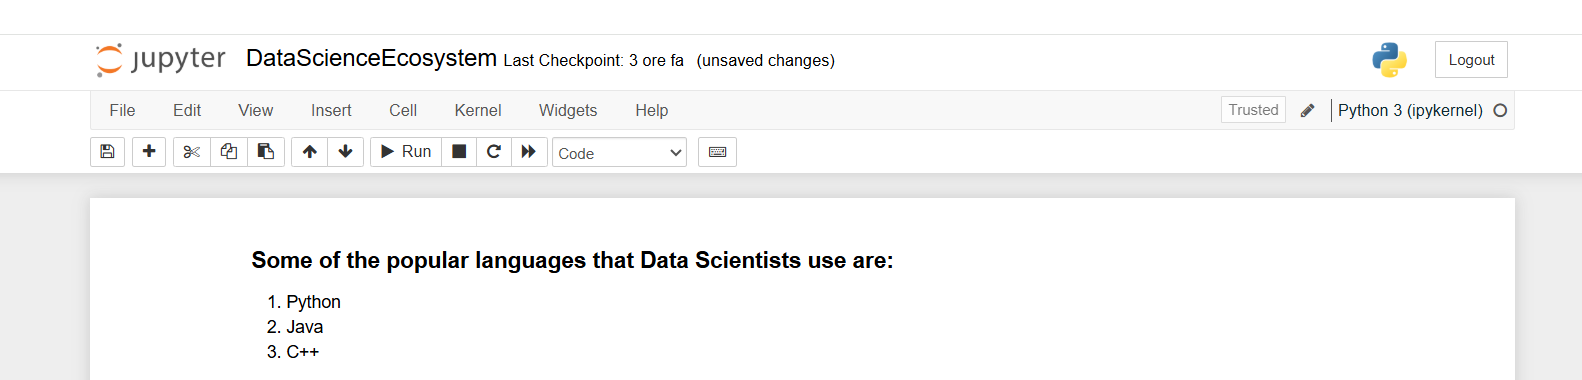 jupyter DataScienceEcosystem Last Checkpoint: 3 ore fa (unsaved changes) Logout
File Edit View Insert Cell Kernel Widgets Help Trusted Python 3 (ipykernel)
Run Code
Some of the popular languages that Data Scientists use are:
1. Python
2. Java
3. C++